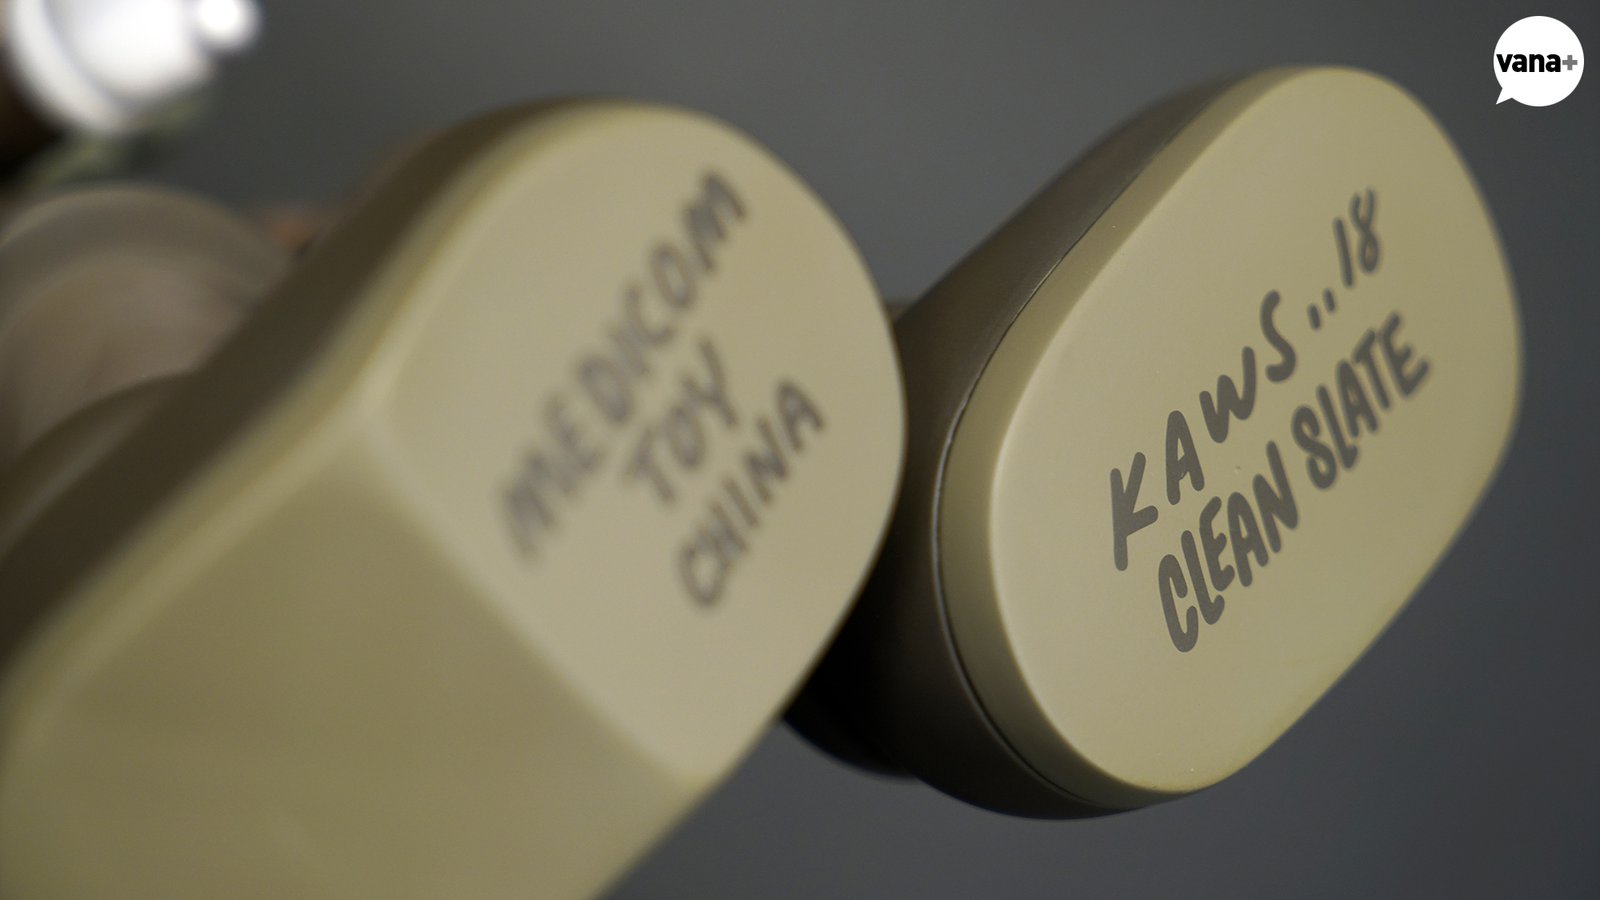 vana+
MEDICOM
TOY
CHINA
KAWS..18
CLEAN SLATE